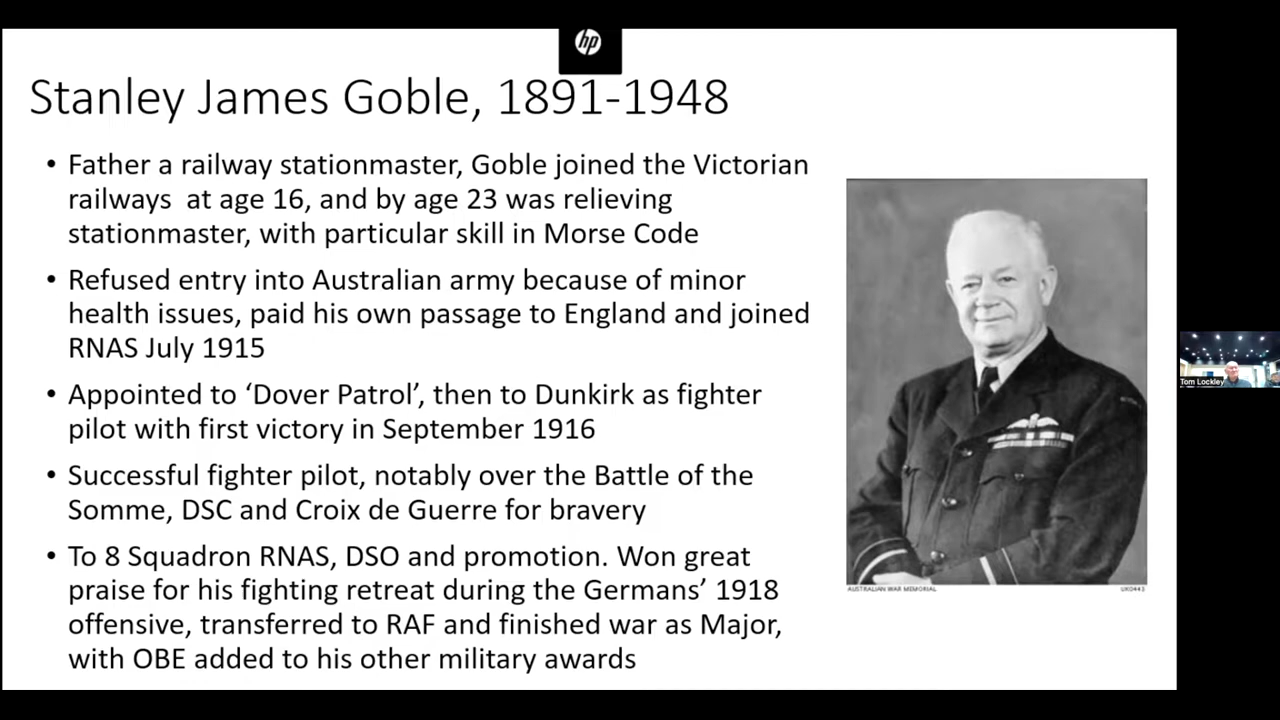 hp
Stanley James Goble, 1891-1948
• Father a railway stationmaster, Goble joined the Victorian
railways at age 16, and by age 23 was relieving
stationmaster, with particular skill in Morse Code
• Refused entry into Australian army because of minor
health issues, paid his own passage to England and joined
RNAS July 1915
• Appointed to ‘Dover Patrol’, then to Dunkirk as fighter
pilot with first victory in September 1916
• Successful fighter pilot, notably over the Battle of the
Somme, DSC and Croix de Guerre for bravery
• To 8 Squadron RNAS, DSO and promotion. Won great
praise for his fighting retreat during the Germans’ 1918
offensive, transferred to RAF and finished war as Major,
with OBE added to his other military awards
AUSTRALIAN WAR MEMORIAL
UK0443
Tom Lockley